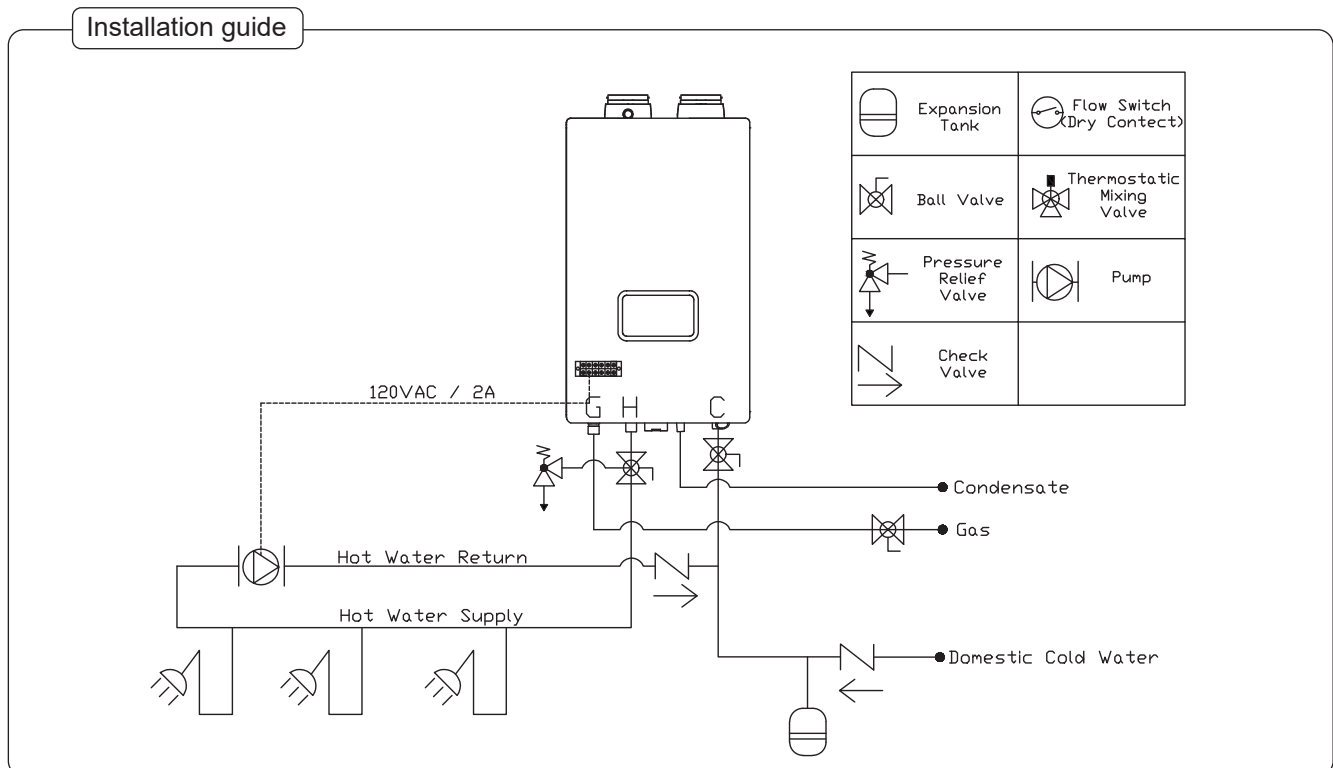 Installation guide
Expansion
Tank
Flow Switch
(Dry Contect)
Ball Valve
Thermostatic
Mixing
Valve
Pressure
Relief
Valve
Pump
Check
Valve
120VAC / 2A
G H C
Condensate
Gas
Hot Water Return
Hot Water Supply
Domestic Cold Water